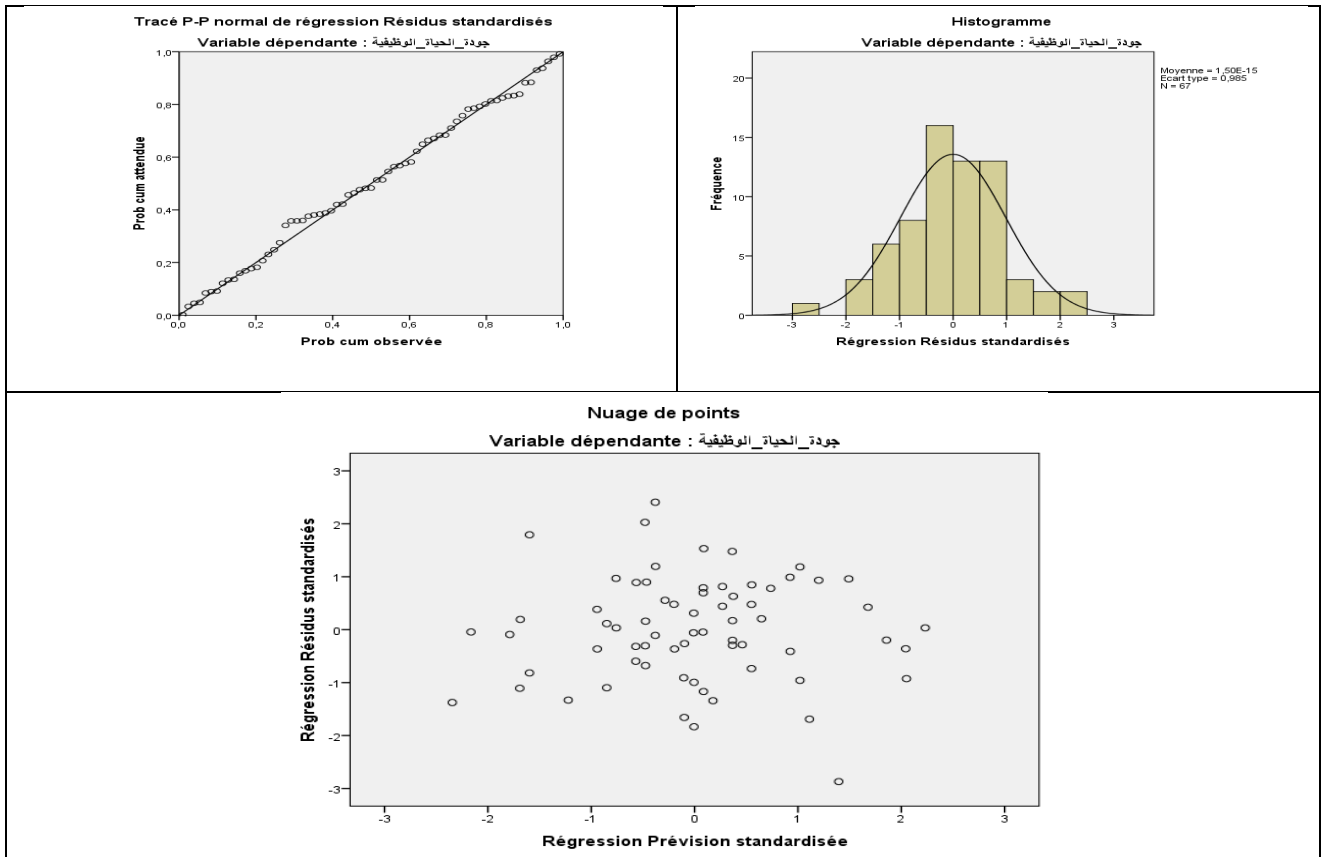 Tracé P-P normal de régression Résidus standardisés
Variable dépendante : جودة_الحياة_الوظيفية
Prob cum attendue
1,0
0,8
0,6
0,4
0,2
0,0
0,0 0,2 0,4 0,6 0,8 1,0
Prob cum observée
Histogramme
Variable dépendante : جودة_الحياة_الوظيفية
Moyenne = 1,50E-15
Ecart type = 0,985
N = 67
Fréquence
20
15
10
5
0
-3 -2 -1 0 1 2 3
Régression Résidus standardisés
Nuage de points
Variable dépendante : جودة_الحياة_الوظيفية
Régression Résidus standardisés
3
2
1
0
-1
-2
-3
-3 -2 -1 0 1 2 3
Régression Prévision standardisée